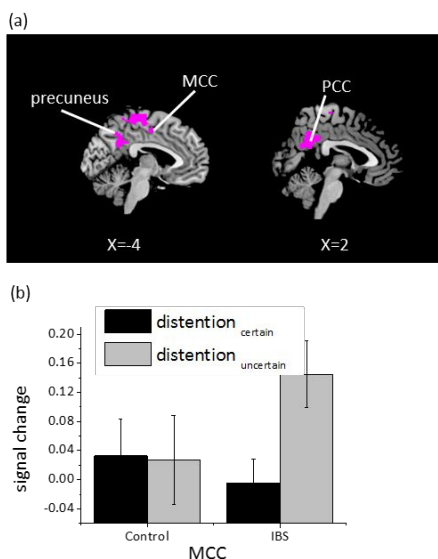 (a)
MCC
precuneus
PCC
X=-4
X=2
(b)
distention certain
distention uncertain
0.20
0.16
0.12
0.08
0.04
0.00
-0.04
signal change
Control
IBS
MCC